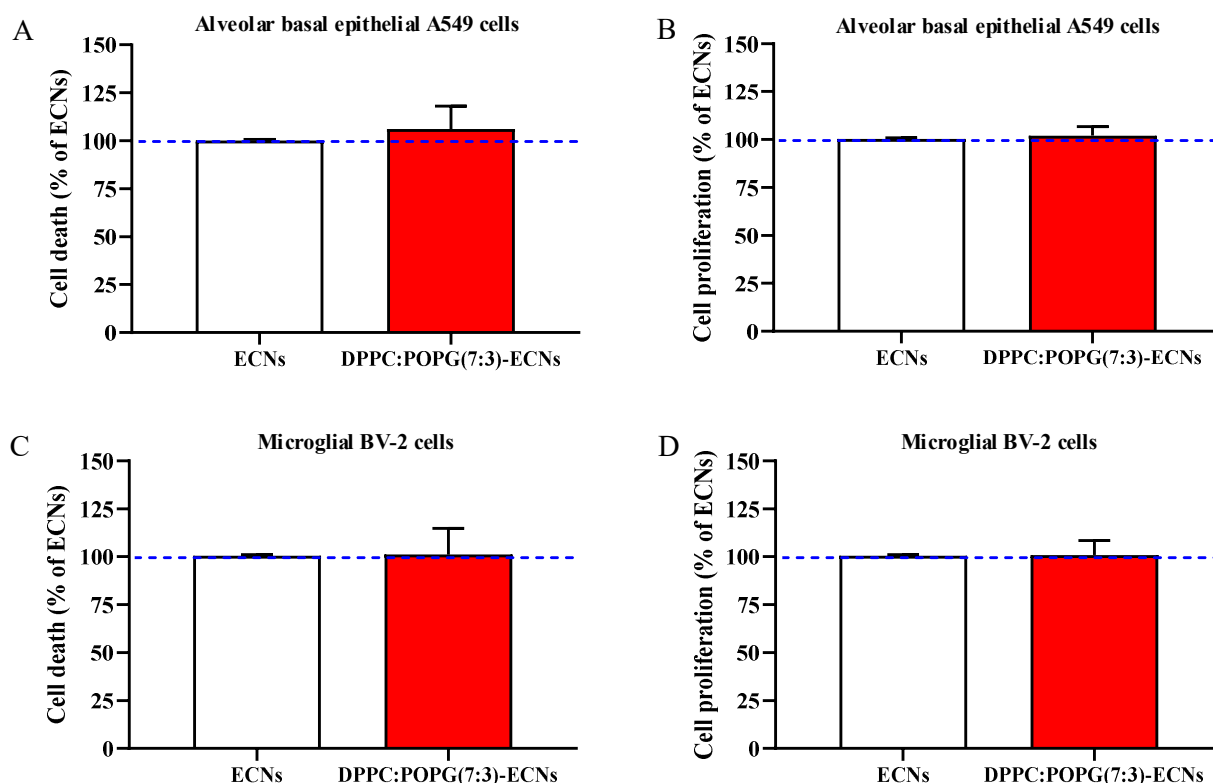 A
Alveolar basal epithelial A549 cells
Cell death (% of ECNs)
150
125
100
75
50
25
0
ECNs
DPPC:POPG(7:3)-ECNs
B
Alveolar basal epithelial A549 cells
Cell proliferation (% of ECNs)
150
125
100
75
50
25
0
ECNs
DPPC:POPG(7:3)-ECNs
C
Microglial BV-2 cells
Cell death (% of ECNs)
150
125
100
75
50
25
0
ECNs
DPPC:POPG(7:3)-ECNs
D
Microglial BV-2 cells
Cell proliferation (% of ECNs)
150
125
100
75
50
25
0
ECNs
DPPC:POPG(7:3)-ECNs